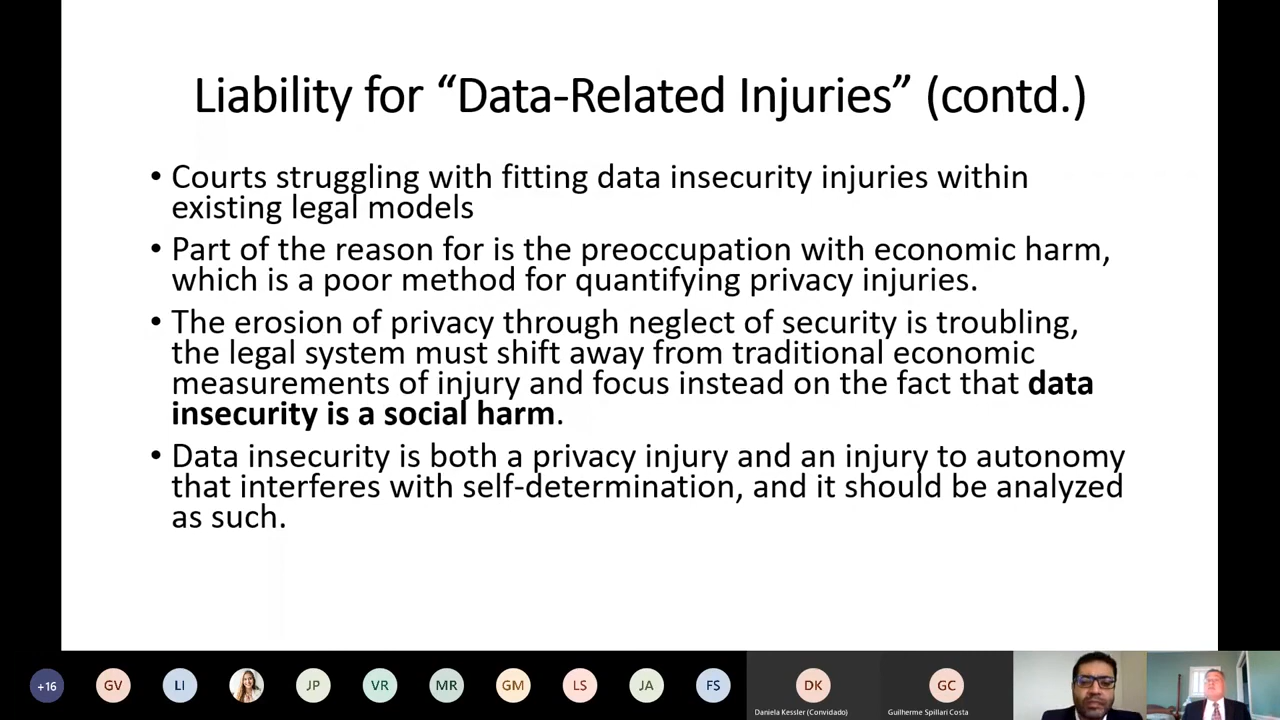 Liability for “Data-Related Injuries” (contd.)
• Courts struggling with fitting data insecurity injuries within
existing legal models
• Part of the reason for is the preoccupation with economic harm,
which is a poor method for quantifying privacy injuries.
• The erosion of privacy through neglect of security is troubling,
the legal system must shift away from traditional economic
measurements of injury and focus instead on the fact that data
insecurity is a social harm.
• Data insecurity is both a privacy injury and an injury to autonomy
that interferes with self-determination, and it should be analyzed
as such.
+16 GV LI JP VR MR GM LS JA FS DK GC
Daniela Kessler (Convidado) Guilherme Spillari Costa